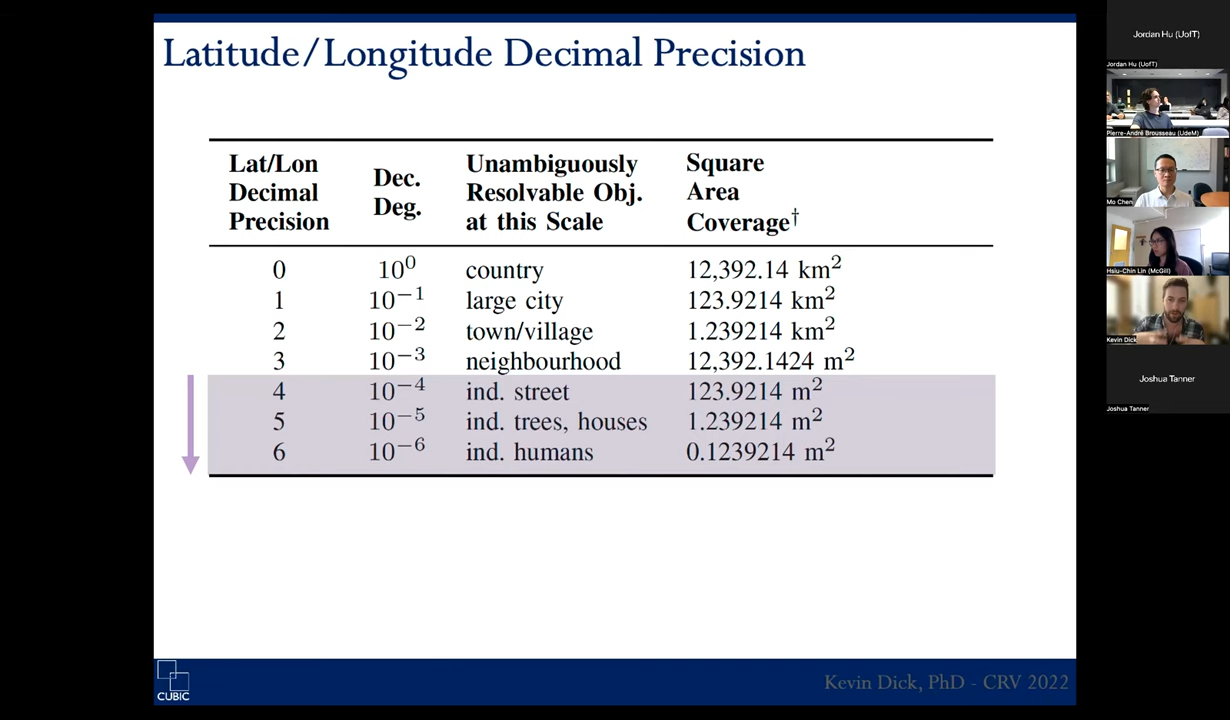 Latitude/Longitude Decimal Precision
Lat/Lon Decimal Precision
Dec. Deg.
Unambiguously Resolvable Obj. at this Scale
Square Area Coverage†
0 10⁰ country 12,392.14 km²
1 10⁻¹ large city 123.9214 km²
2 10⁻² town/village 1.239214 km²
3 10⁻³ neighbourhood 12,392.1424 m²
4 10⁻⁴ ind. street 123.9214 m²
5 10⁻⁵ ind. trees, houses 1.239214 m²
6 10⁻⁶ ind. humans 0.1239214 m²
CUBIC
Kevin Dick, PhD - CRV 2022
Jordan Hu (UofT)
Jordan Hu (UofT)
Pierre-André Brousseau (UdeM)
Mo Chen
Hsiu-Chin Lin (McGill)
Kevin Dick
Joshua Tanner
Joshua Tanner